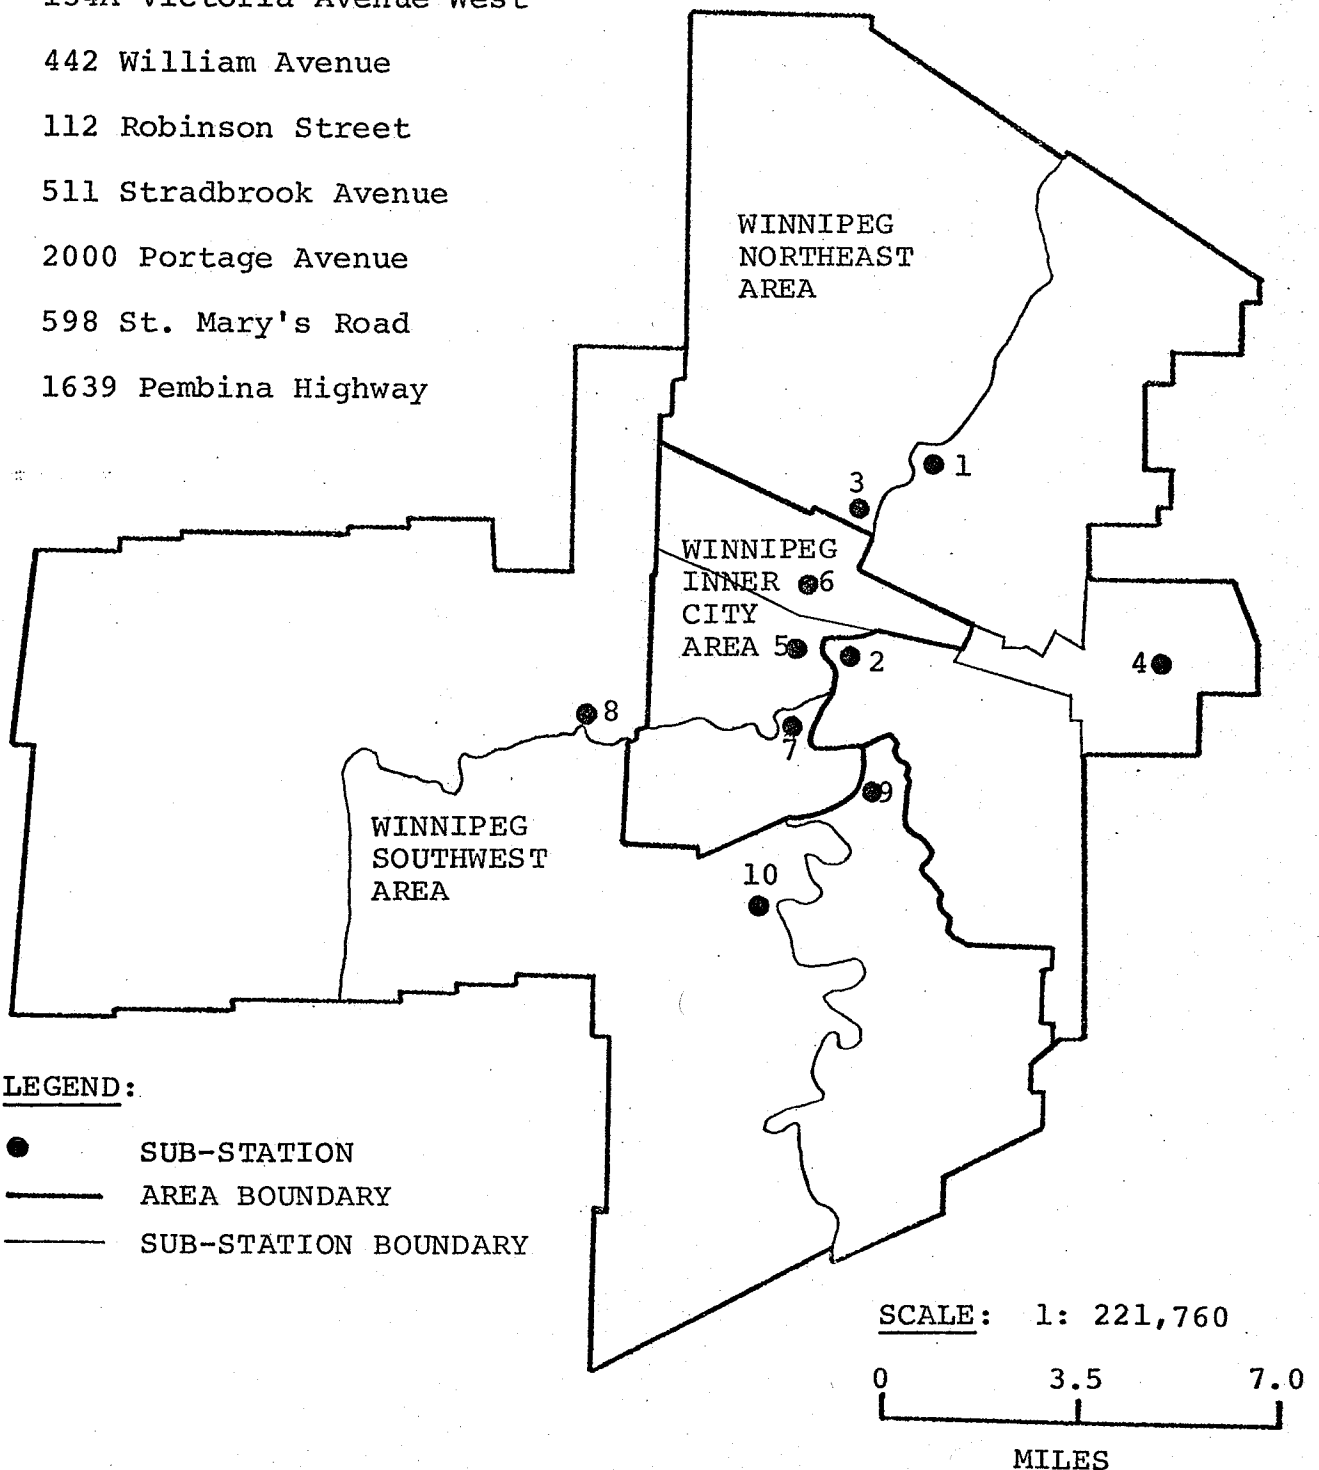 Victoria Avenue West
442 William Avenue
112 Robinson Street
511 Stradbrook Avenue
2000 Portage Avenue
598 St. Mary's Road
1639 Pembina Highway
WINNIPEG
NORTHEAST
AREA
1
3
WINNIPEG
INNER 6
CITY
AREA 5
2
4
8
7
9
WINNIPEG
SOUTHWEST
AREA
10
LEGEND:
SUB-STATION
AREA BOUNDARY
SUB-STATION BOUNDARY
SCALE: 1: 221,760
0 3.5 7.0
MILES